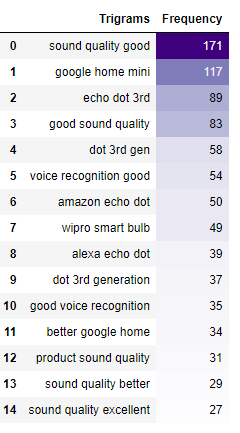 Trigrams Frequency
0 sound quality good 171
1 google home mini 117
2 echo dot 3rd 89
3 good sound quality 83
4 dot 3rd gen 58
5 voice recognition good 54
6 amazon echo dot 50
7 wipro smart bulb 49
8 alexa echo dot 39
9 dot 3rd generation 37
10 good voice recognition 35
11 better google home 34
12 product sound quality 31
13 sound quality better 29
14 sound quality excellent 27